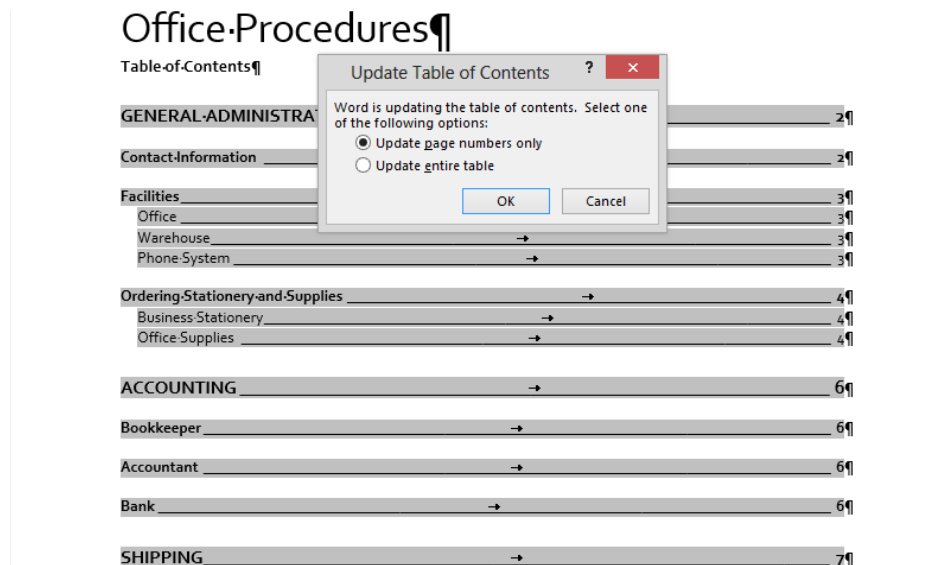 Office·Procedures¶
Table·of·Contents¶
Update Table of Contents ? ×
Word is updating the table of contents. Select one
of the following options:
Update page numbers only
Update entire table
OK Cancel
GENERAL·ADMINISTRAT 2¶
Contact·Information 2¶
Facilities 3¶
Office 3¶
Warehouse → 3¶
Phone·System → 3¶
Ordering·Stationery·and·Supplies → 4¶
Business·Stationery → 4¶
Office·Supplies → 4¶
ACCOUNTING → 6¶
Bookkeeper → 6¶
Accountant → 6¶
Bank → 6¶
SHIPPING → 7¶